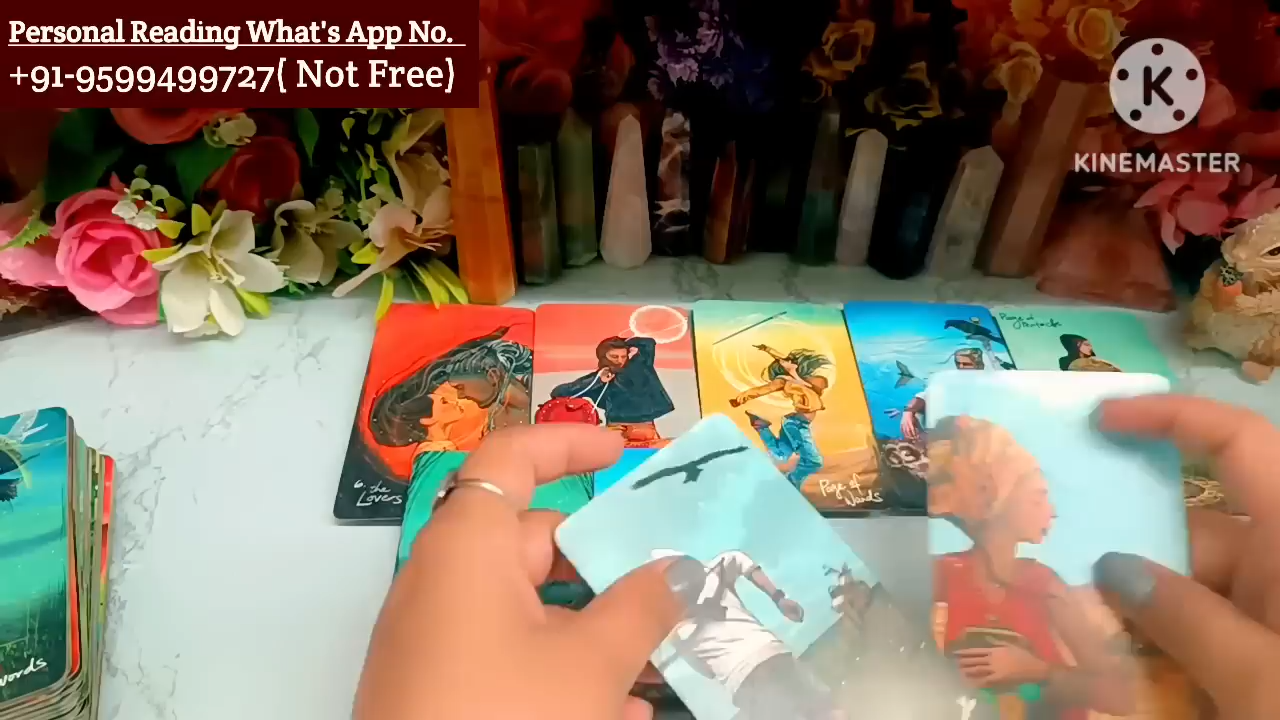 Personal Reading What's App No.
+91-9599499727( Not Free)
K
KINEMASTER
Page of
Pentacles
6. the
Lovers
Page of
Wands
words